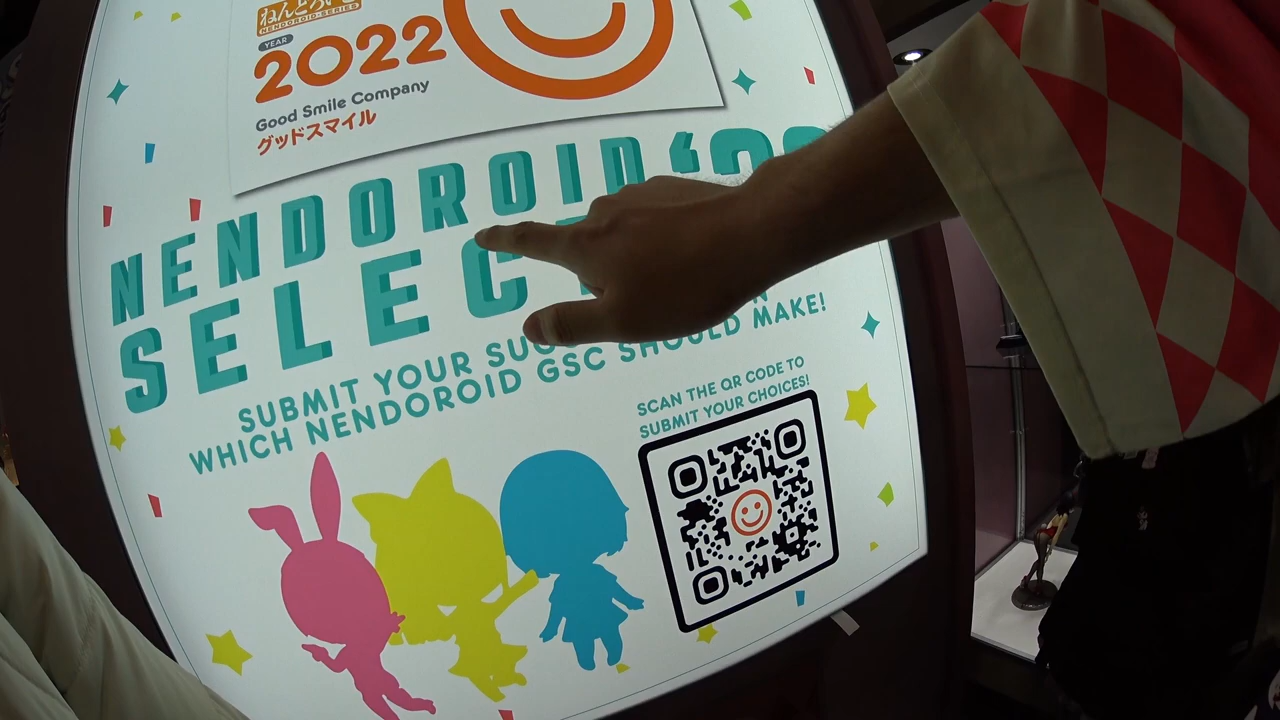 ねんどろいど
NENDOROID-SERIES
YEAR
2022
Good Smile Company
グッドスマイル
NENDOROID '
SELEC
SUBMIT YOUR
WHICH NENDOROID GSC SHOULD MAKE!
SCAN THE QR CODE TO
SUBMIT YOUR CHOICES!